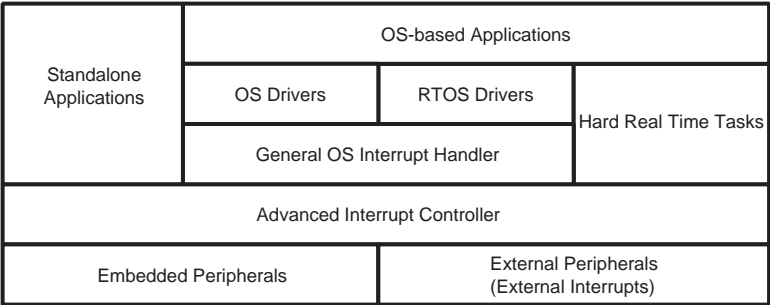 OS-based Applications
Standalone
Applications
OS Drivers
RTOS Drivers
Hard Real Time Tasks
General OS Interrupt Handler
Advanced Interrupt Controller
Embedded Peripherals
External Peripherals
(External Interrupts)